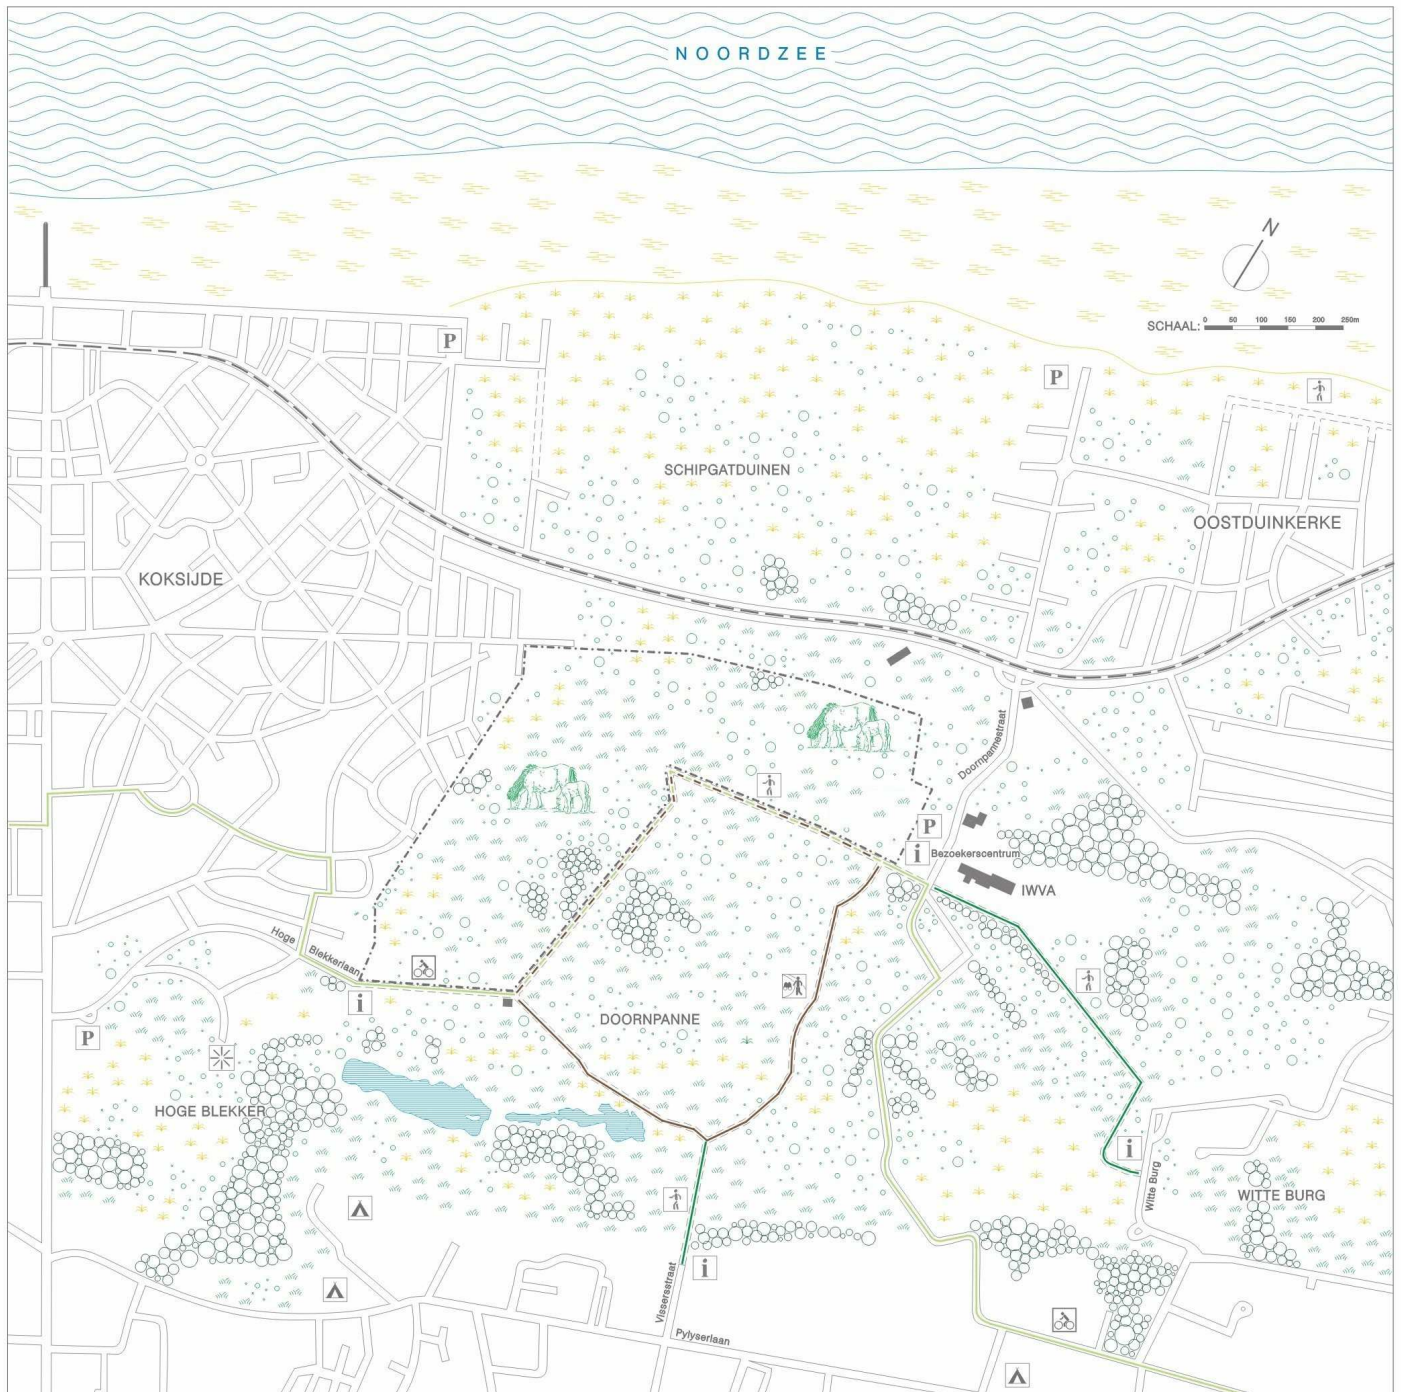 NOORDZEE
N
SCHAAL: 0 50 100 150 200 250m
P
P
SCHIPGATDUINEN
OOSTDUINKERKE
KOKSIJDE
Doornpannestraat
P
i
Bezoekerscentrum
IWVA
Hoge Blekkerlaan
i
P
DOORNPANNE
HOGE BLEKKER
i
Witte Burg
WITTE BURG
i
Vissersstraat
Pylyserlaan